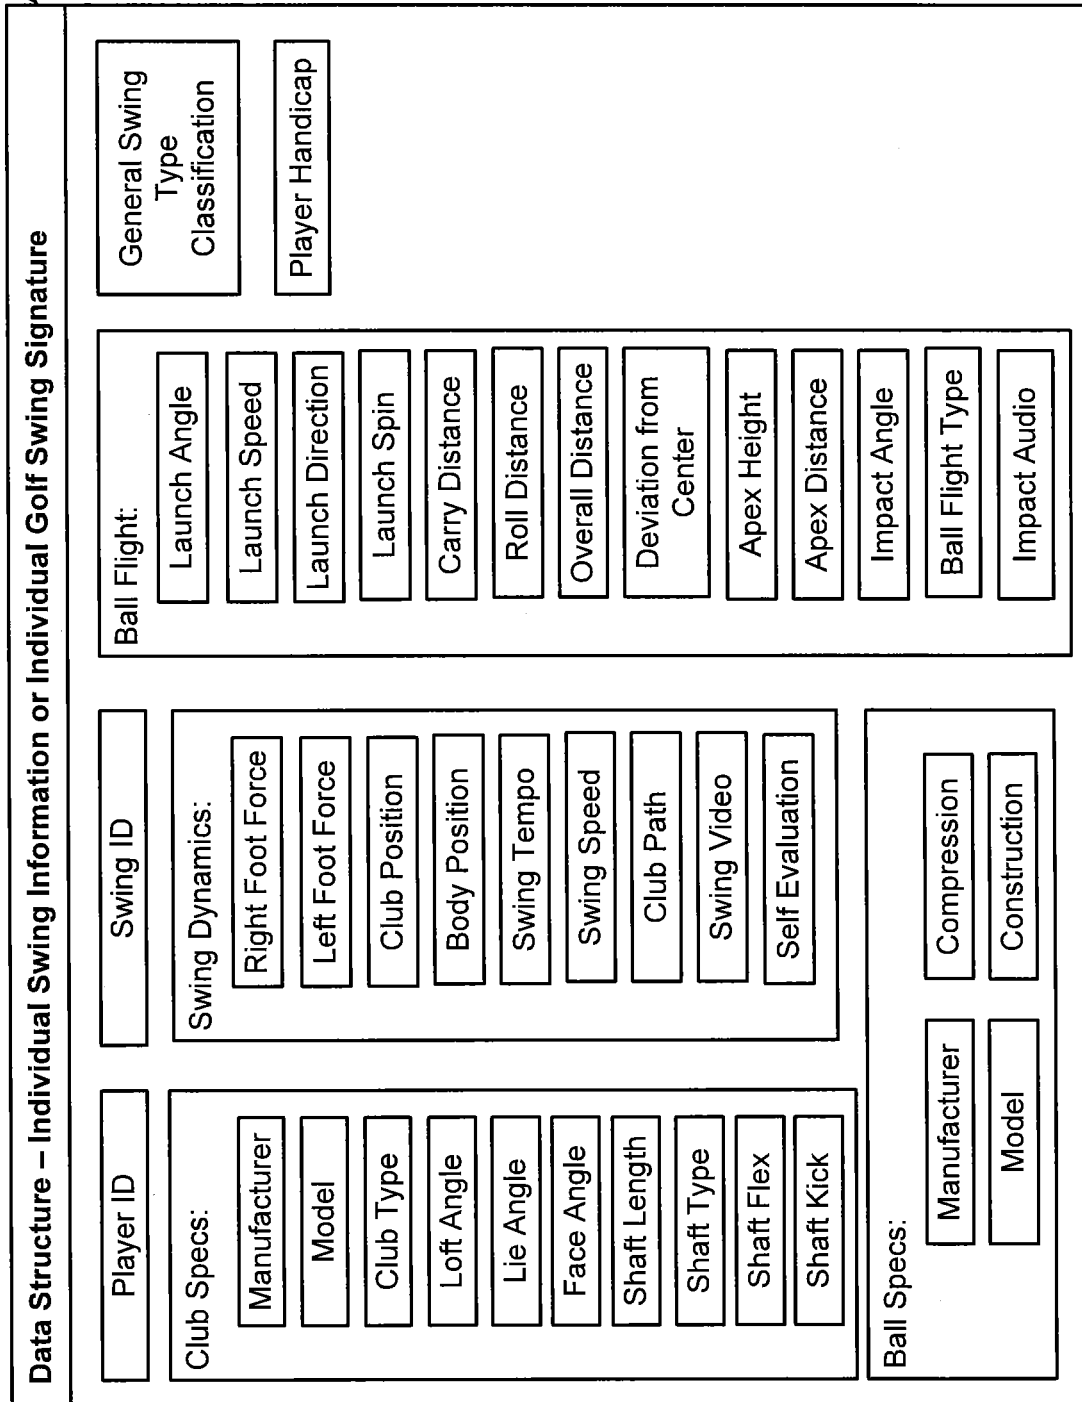 Data Structure – Individual Swing Information or Individual Golf Swing Signature
Player ID
Club Specs:
Manufacturer
Model
Club Type
Loft Angle
Lie Angle
Face Angle
Shaft Length
Shaft Type
Shaft Flex
Shaft Kick
Swing ID
Swing Dynamics:
Right Foot Force
Left Foot Force
Club Position
Body Position
Swing Tempo
Swing Speed
Club Path
Swing Video
Self Evaluation
Ball Specs:
Manufacturer
Model
Compression
Construction
Ball Flight:
Launch Angle
Launch Speed
Launch Direction
Launch Spin
Carry Distance
Roll Distance
Overall Distance
Deviation from
Center
Apex Height
Apex Distance
Impact Angle
Ball Flight Type
Impact Audio
General Swing
Type
Classification
Player Handicap